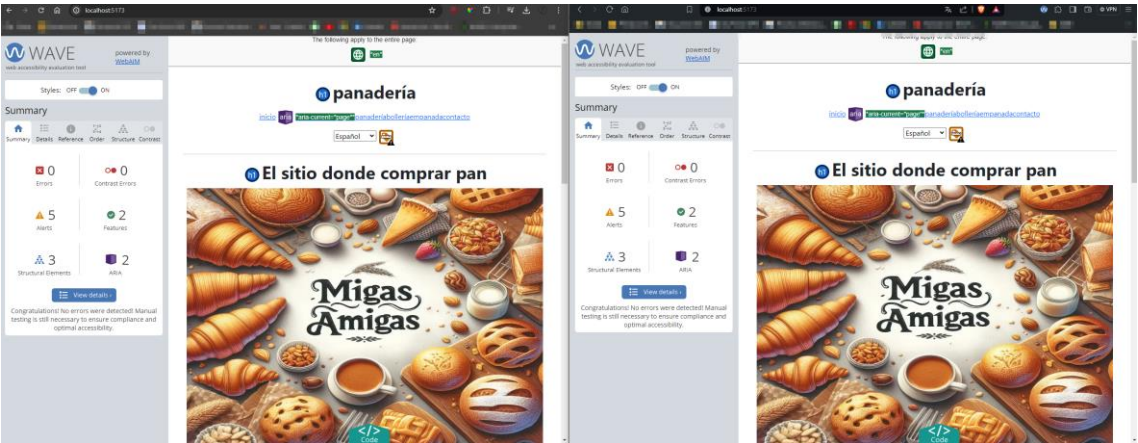 localhost:5173
WAVE
web accessibility evaluation tool
powered by
WebAIM
Styles: OFF ON
Summary
Summary Details Reference Order Structure Contrast
0
Errors
0
Contrast Errors
5
Alerts
2
Features
3
Structural Elements
2
ARIA
View details ›
Congratulations! No errors were detected! Manual
testing is still necessary to ensure compliance and
optimal accessibility.
The following apply to the entire page:
h1 panadería
inicio aria *aria-current="page"* panaderíabolleríaempanadacontacto
Español
h1 El sitio donde comprar pan
Migas
Amigas
</>
Code
localhost:5173
VPN
WAVE
web accessibility evaluation tool
powered by
WebAIM
Styles: OFF ON
Summary
Summary Details Reference Order Structure Contrast
0
Errors
0
Contrast Errors
5
Alerts
2
Features
3
Structural Elements
2
ARIA
View details ›
Congratulations! No errors were detected! Manual
testing is still necessary to ensure compliance and
optimal accessibility.
The following apply to the entire page:
h1 panadería
inicio aria *aria-current="page"* panaderíabolleríaempanadacontacto
Español
h1 El sitio donde comprar pan
Migas
Amigas
</>
Code